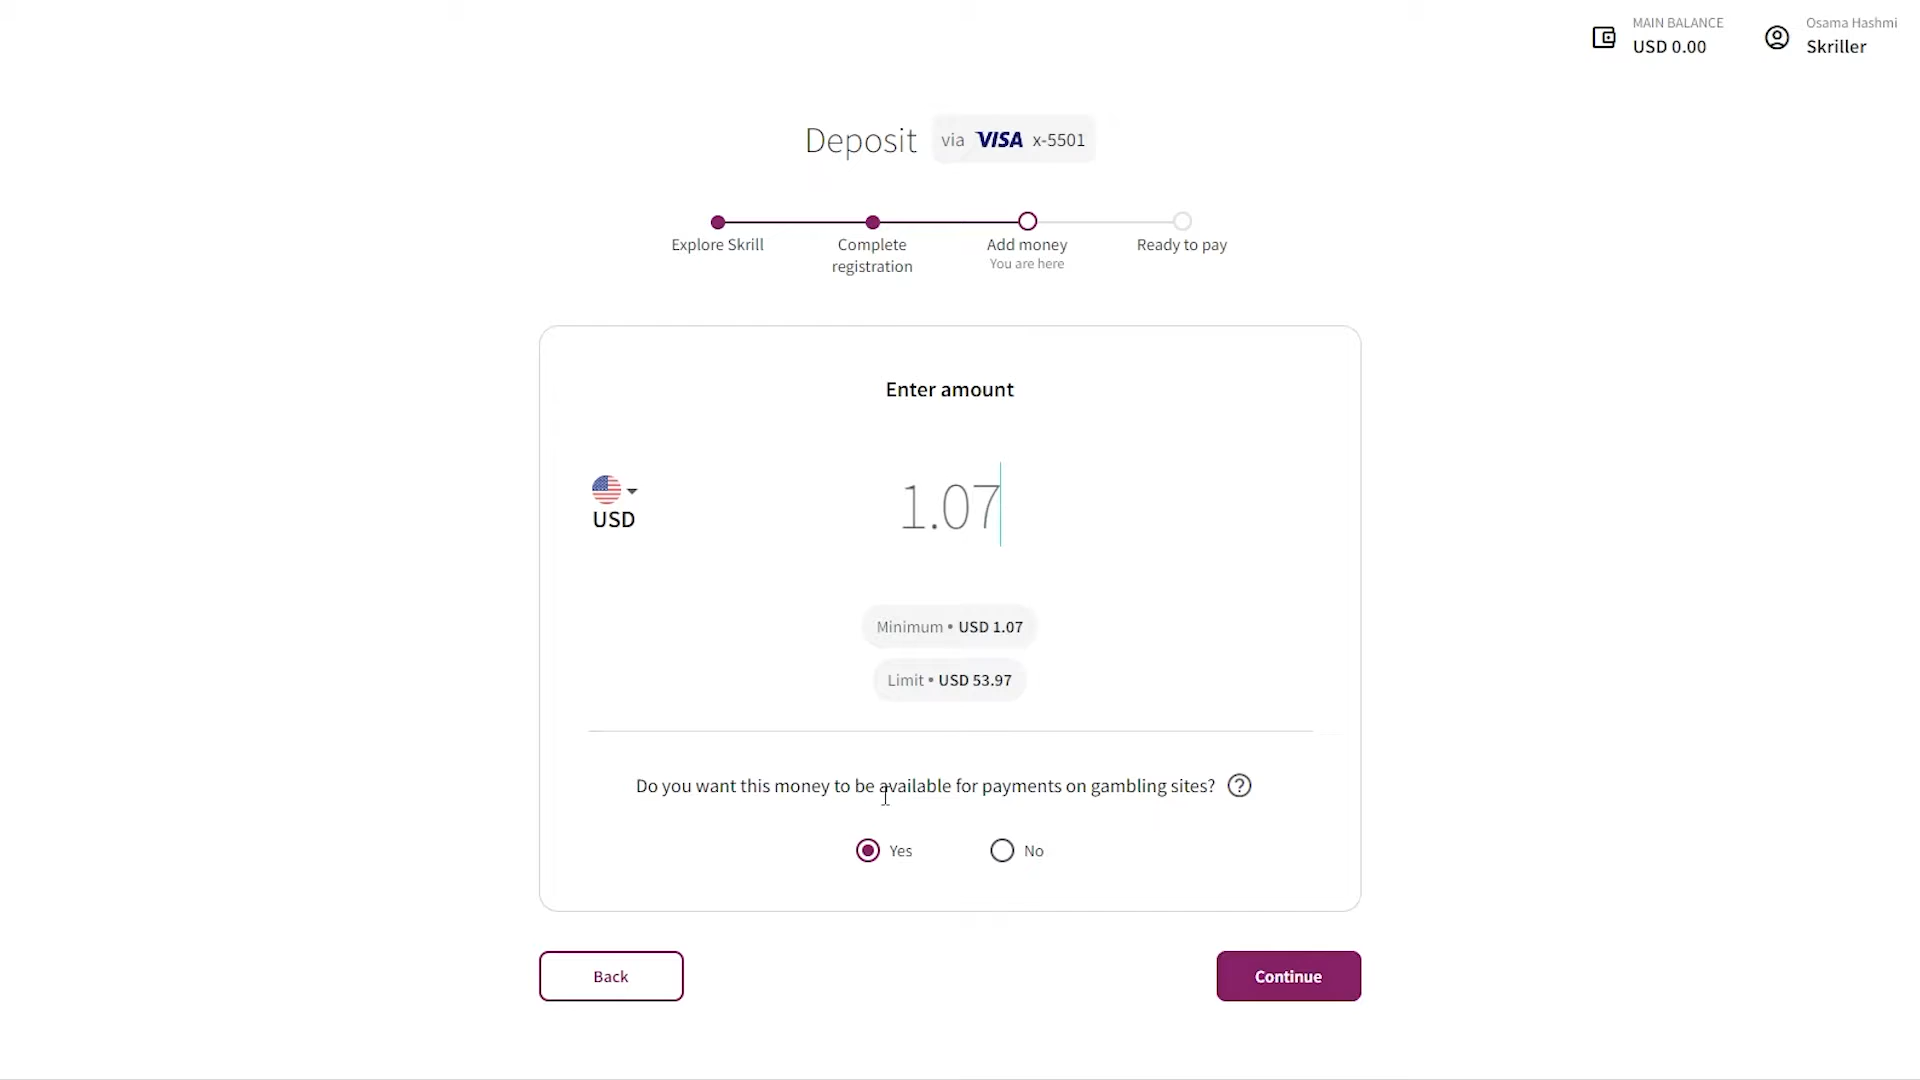 MAIN BALANCE
USD 0.00
Osama Hashmi
Skriller
Deposit via VISA x-5501
Explore Skrill
Complete
registration
Add money
You are here
Ready to pay
Enter amount
USD
1.07
Minimum • USD 1.07
Limit • USD 53.97
Do you want this money to be available for payments on gambling sites? ?
Yes
No
Back
Continue